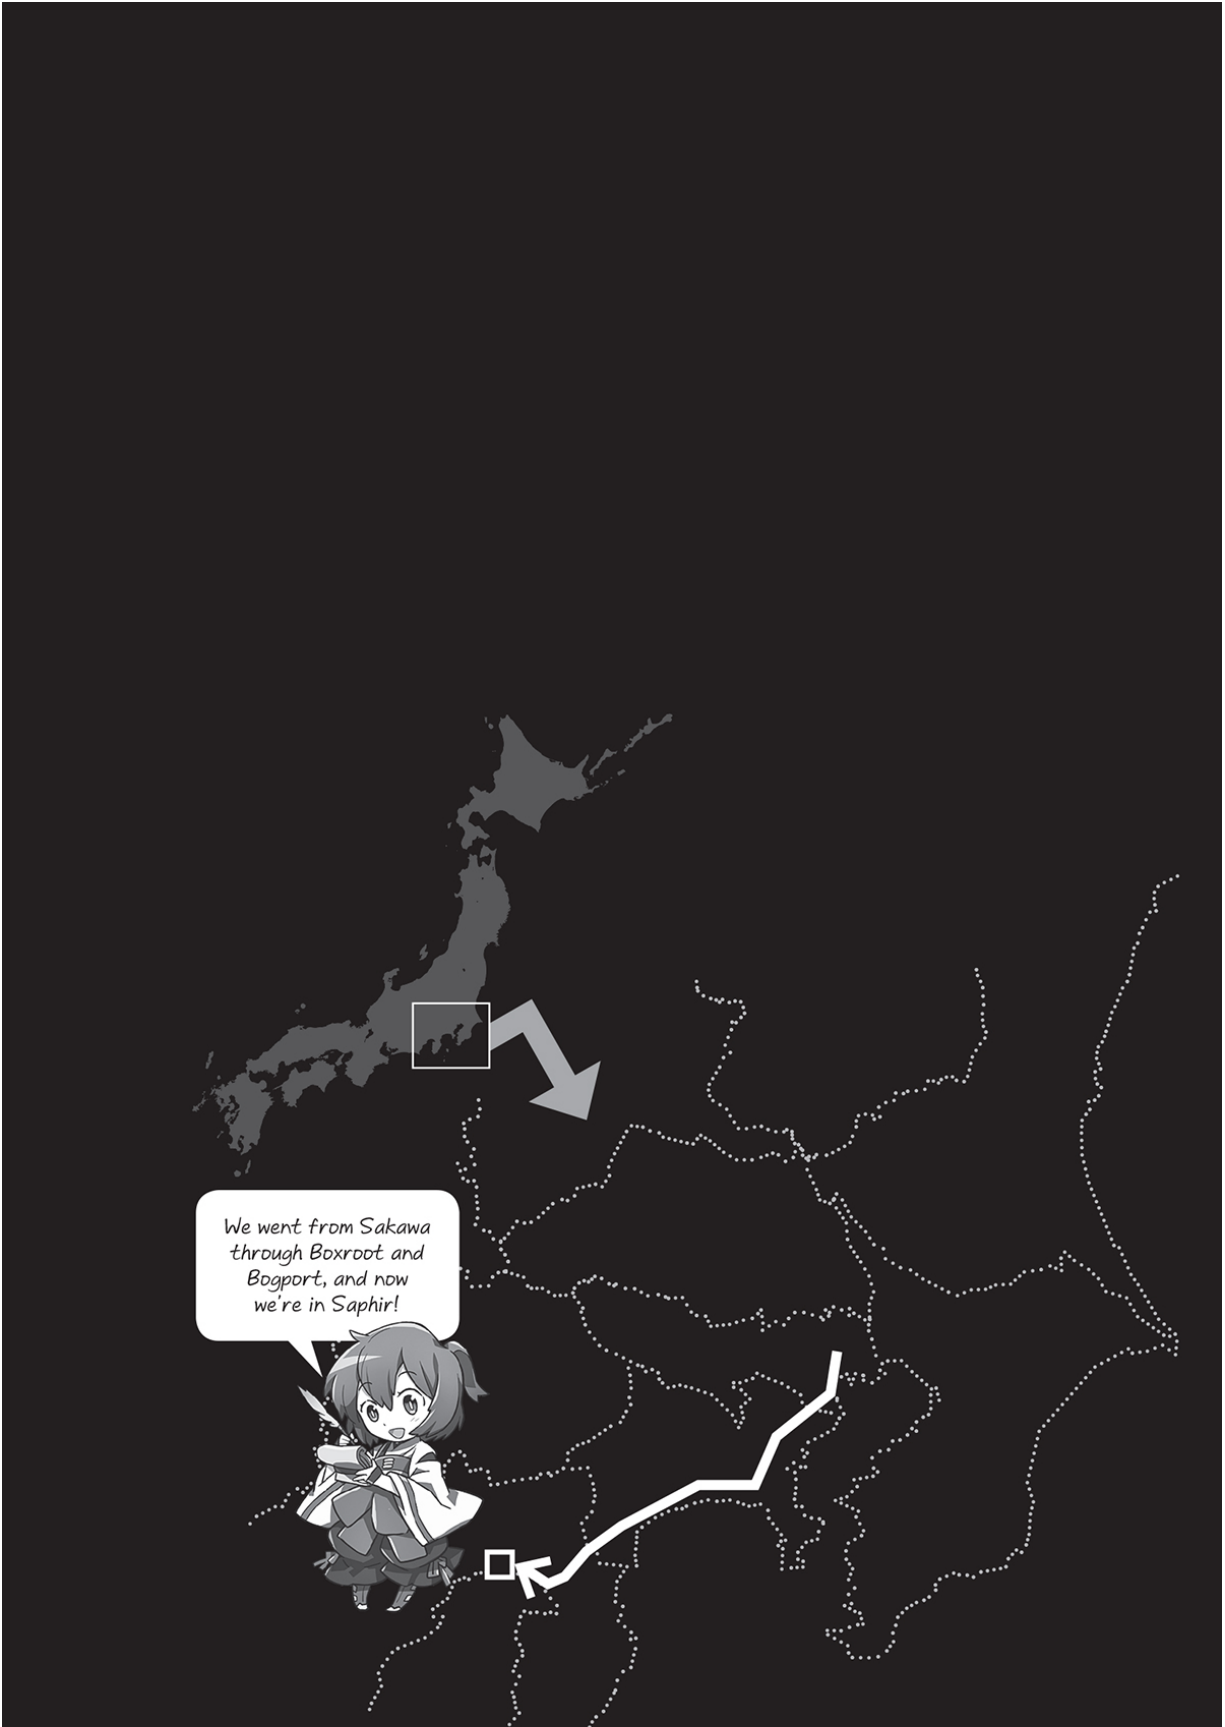 We went from Sakawa
through Boxroot and
Bogport, and now
we're in Saphir!